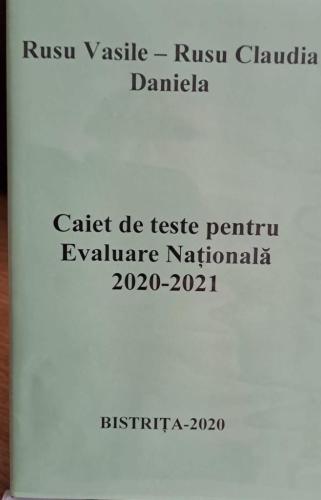 Rusu Vasile – Rusu Claudia
Daniela
Caiet de teste pentru
Evaluare Națională
2020-2021
BISTRIȚA-2020